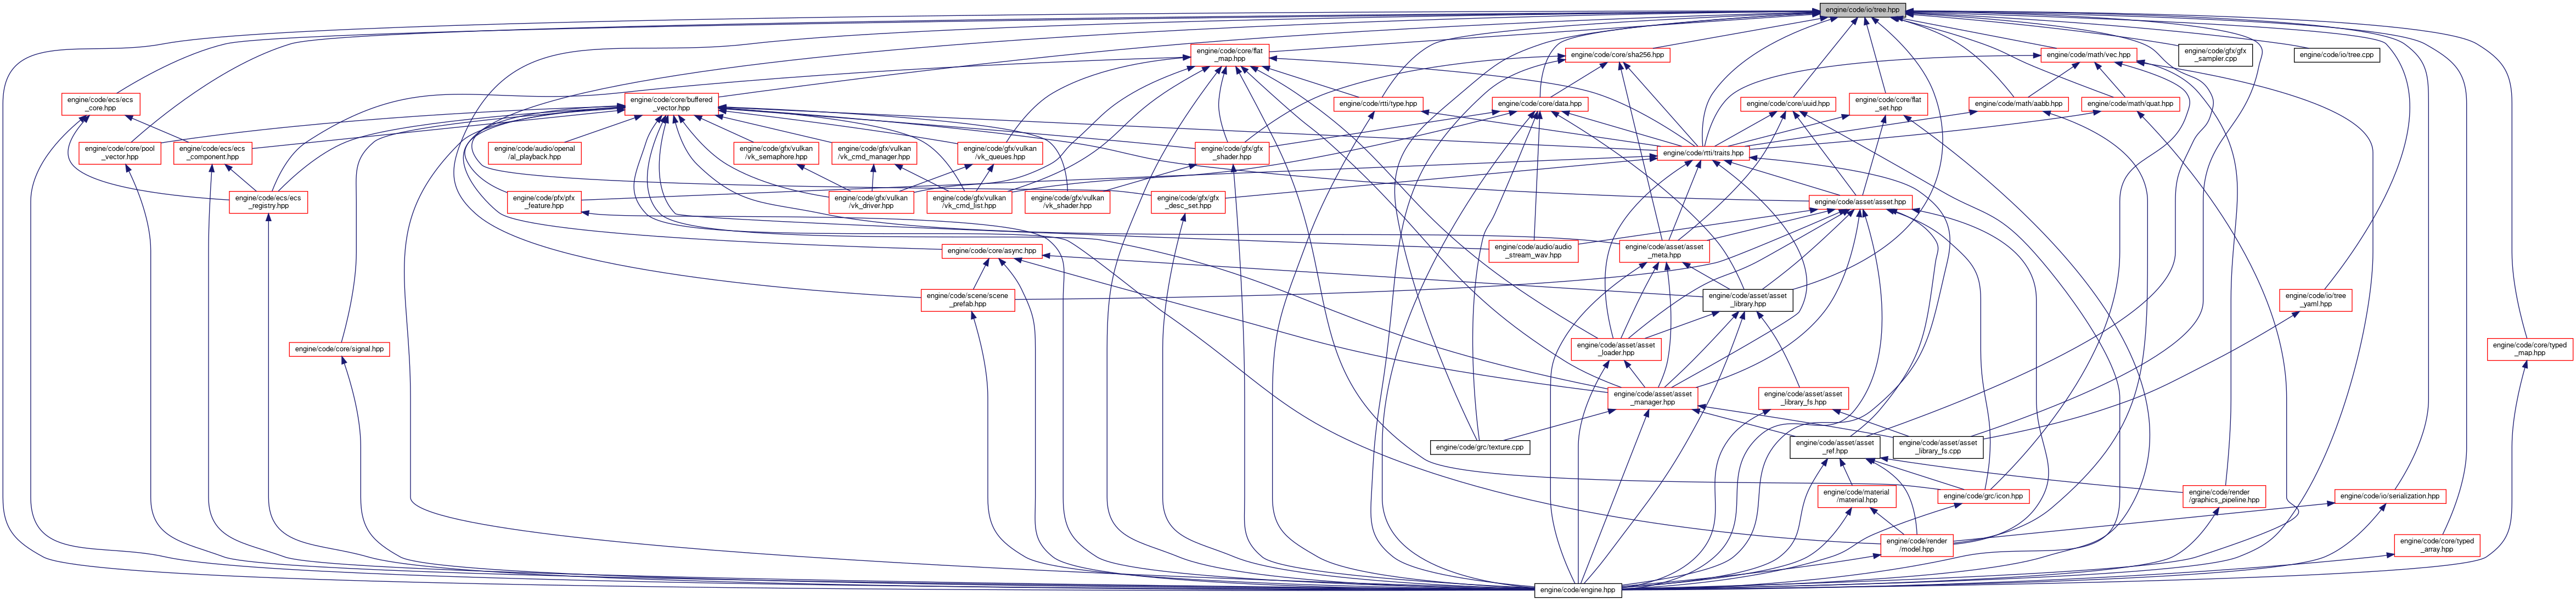 engine/code/io/tree.hpp
engine/code/core/flat
_map.hpp
engine/code/core/sha256.hpp
engine/code/math/vec.hpp
engine/code/gfx/gfx
_sampler.cpp
engine/code/io/tree.cpp
engine/code/ecs/ecs
_core.hpp
engine/code/core/buffered
_vector.hpp
engine/code/rtti/type.hpp
engine/code/core/data.hpp
engine/code/core/uuid.hpp
engine/code/core/flat
_set.hpp
engine/code/math/aabb.hpp
engine/code/math/quat.hpp
engine/code/core/pool
_vector.hpp
engine/code/ecs/ecs
_component.hpp
engine/code/audio/openal
/al_playback.hpp
engine/code/gfx/vulkan
/vk_semaphore.hpp
engine/code/gfx/vulkan
/vk_cmd_manager.hpp
engine/code/gfx/vulkan
/vk_queues.hpp
engine/code/gfx/gfx
_shader.hpp
engine/code/rtti/traits.hpp
engine/code/ecs/ecs
_registry.hpp
engine/code/pfx/pfx
_feature.hpp
engine/code/gfx/vulkan
/vk_driver.hpp
engine/code/gfx/vulkan
/vk_cmd_list.hpp
engine/code/gfx/vulkan
/vk_shader.hpp
engine/code/gfx/gfx
_desc_set.hpp
engine/code/asset/asset.hpp
engine/code/core/async.hpp
engine/code/audio/audio
_stream_wav.hpp
engine/code/asset/asset
_meta.hpp
engine/code/scene/scene
_prefab.hpp
engine/code/asset/asset
_library.hpp
engine/code/io/tree
_yaml.hpp
engine/code/core/signal.hpp
engine/code/asset/asset
_loader.hpp
engine/code/core/typed
_map.hpp
engine/code/asset/asset
_manager.hpp
engine/code/asset/asset
_library_fs.hpp
engine/code/grc/texture.cpp
engine/code/asset/asset
_ref.hpp
engine/code/asset/asset
_library_fs.cpp
engine/code/material
/material.hpp
engine/code/grc/icon.hpp
engine/code/render
/graphics_pipeline.hpp
engine/code/io/serialization.hpp
engine/code/render
/model.hpp
engine/code/core/typed
_array.hpp
engine/code/engine.hpp